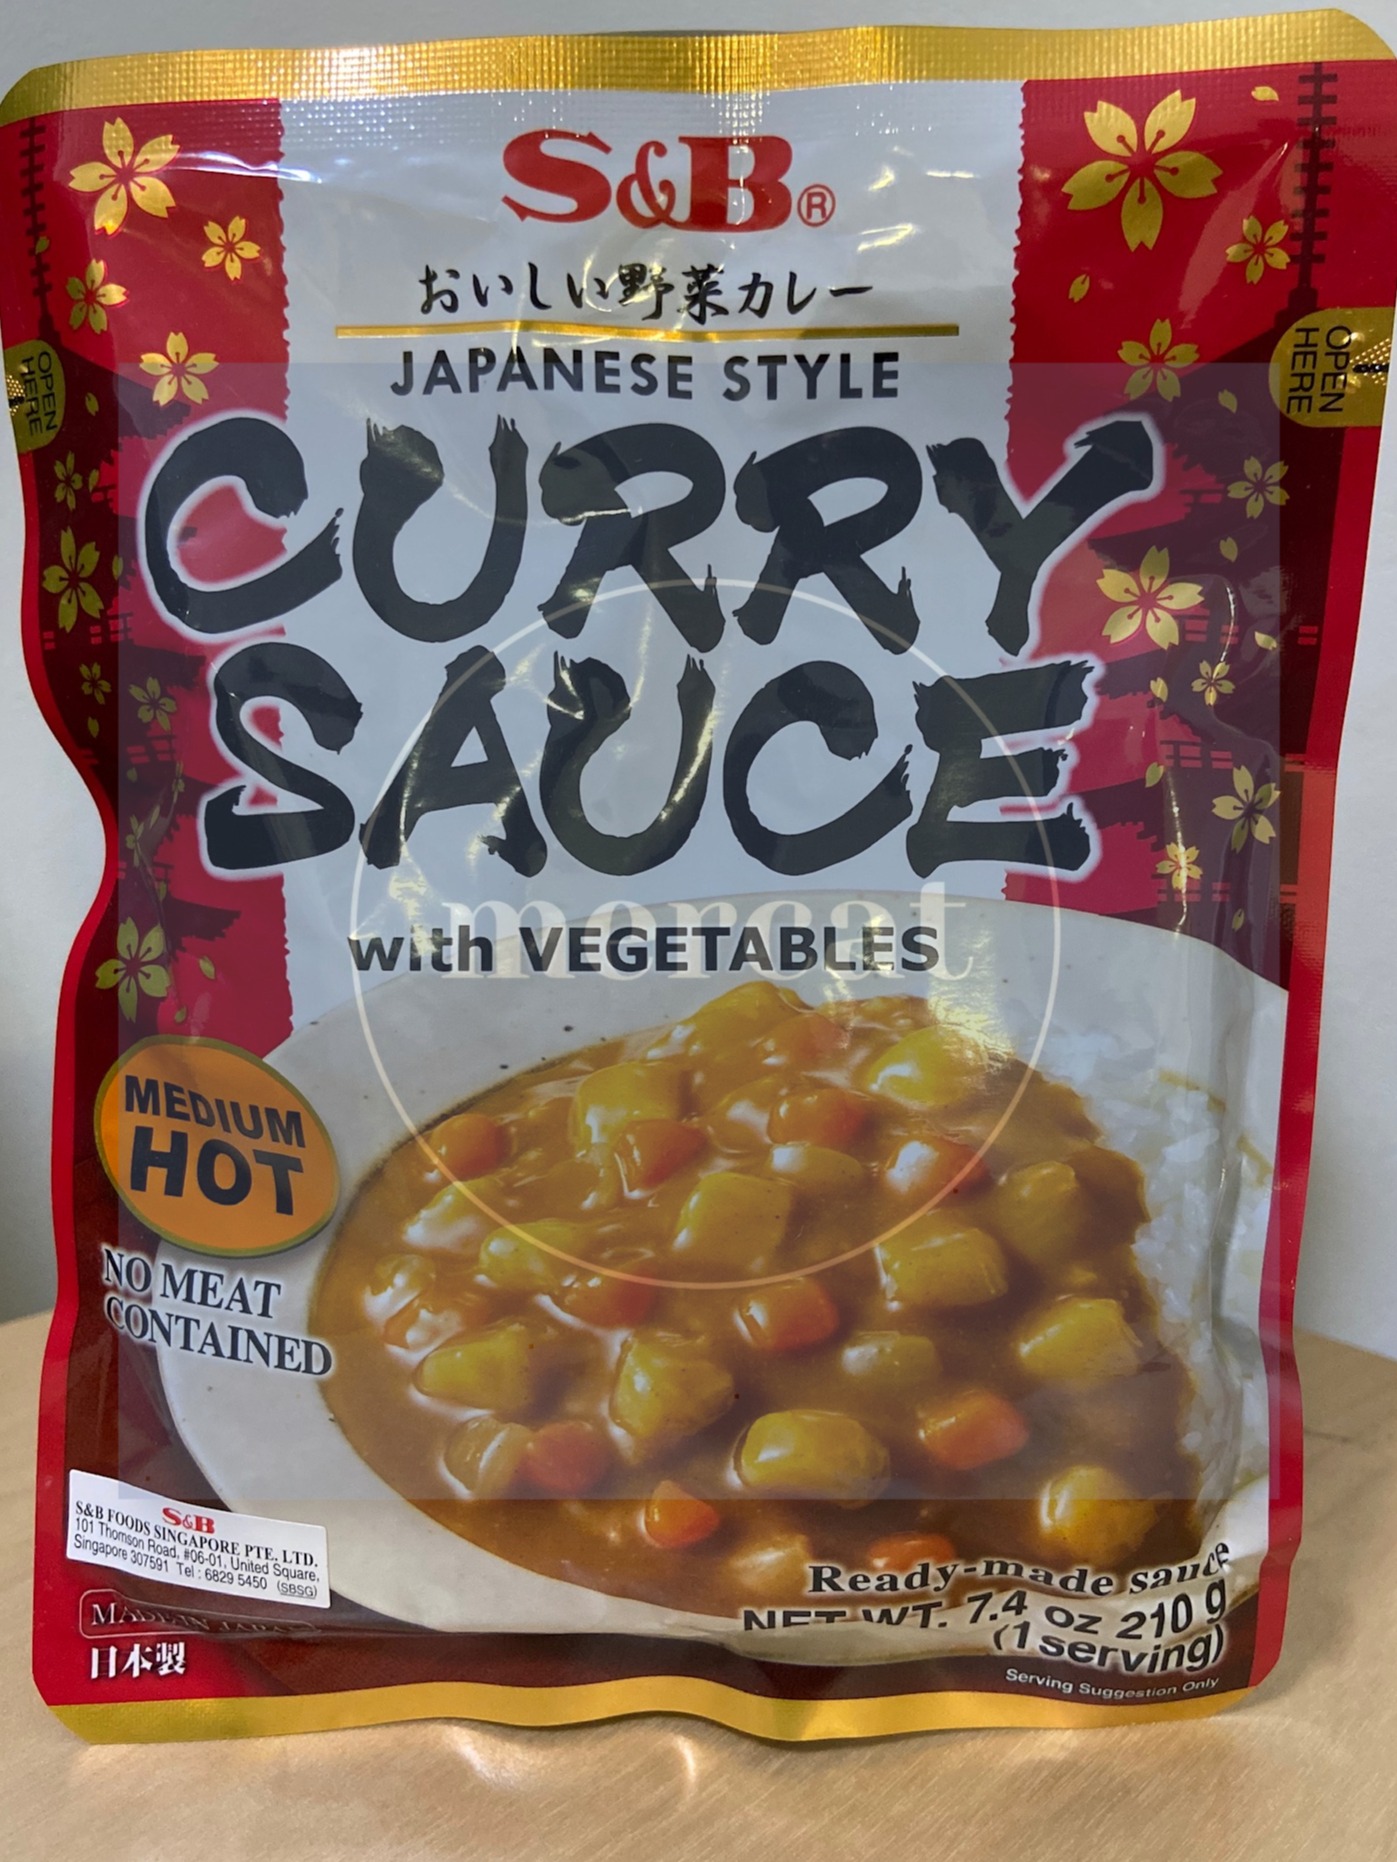 S&B®
おいしい野菜カレー
JAPANESE STYLE
CURRY
SAUCE
with VEGETABLES
mercat
OPEN
HERE
OPEN
HERE
MEDIUM
HOT
NO MEAT
CONTAINED
S&B
S&B FOODS SINGAPORE PTE. LTD.
101 Thomson Road, #06-01, United Square,
Singapore 307591 Tel : 6829 5450 (SBSG)
MADE IN JAPAN
日本製
Ready-made sauce
NET WT. 7.4 oz 210 g
(1 serving)
Serving Suggestion Only